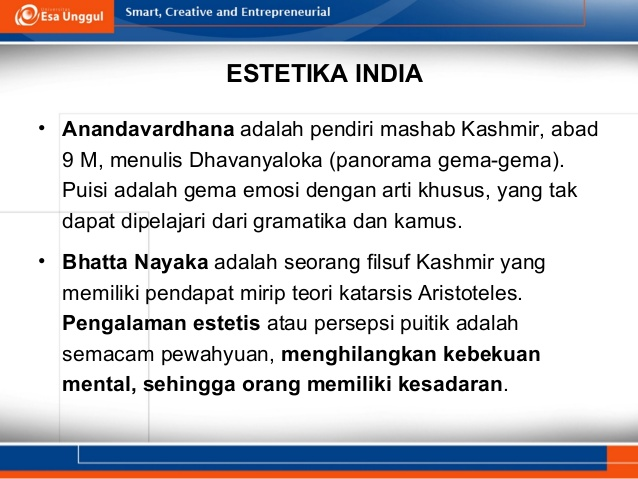 Esa Unggul
Smart, Creative and Entrepreneurial
ESTETIKA INDIA
• Anandavardhana adalah pendiri mashab Kashmir, abad
9 M, menulis Dhavanyaloka (panorama gema-gema).
Puisi adalah gema emosi dengan arti khusus, yang tak
dapat dipelajari dari gramatika dan kamus.
• Bhatta Nayaka adalah seorang filsuf Kashmir yang
memiliki pendapat mirip teori katarsis Aristoteles.
Pengalaman estetis atau persepsi puitik adalah
semacam pewahyuan, menghilangkan kebekuan
mental, sehingga orang memiliki kesadaran.